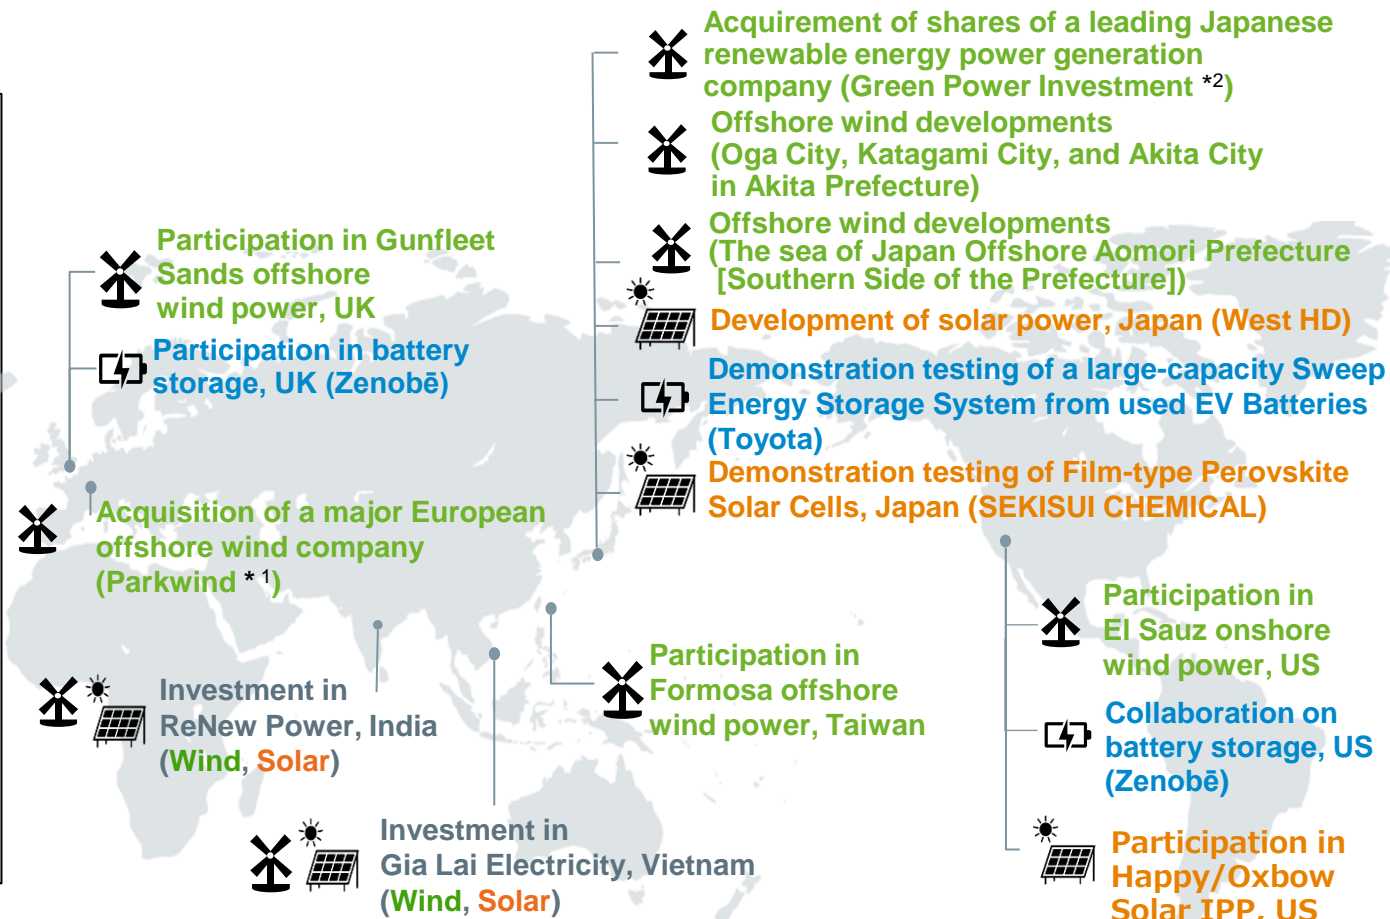 Acquirement of shares of a leading Japanese
renewable energy power generation
company (Green Power Investment *2)
Offshore wind developments
(Oga City, Katagami City, and Akita City
in Akita Prefecture)
Offshore wind developments
(The sea of Japan Offshore Aomori Prefecture
[Southern Side of the Prefecture])
Development of solar power, Japan (West HD)
Demonstration testing of a large-capacity Sweep
Energy Storage System from used EV Batteries
(Toyota)
Demonstration testing of Film-type Perovskite
Solar Cells, Japan (SEKISUI CHEMICAL)
Participation in Gunfleet
Sands offshore
wind power, UK
Participation in battery
storage, UK (Zenobē)
Acquisition of a major European
offshore wind company
(Parkwind * 1)
Investment in
ReNew Power, India
(Wind, Solar)
Investment in
Gia Lai Electricity, Vietnam
(Wind, Solar)
Participation in
Formosa offshore
wind power, Taiwan
Participation in
El Sauz onshore
wind power, US
Collaboration on
battery storage, US
(Zenobē)
Participation in
Happy/Oxbow
Solar IPP, US